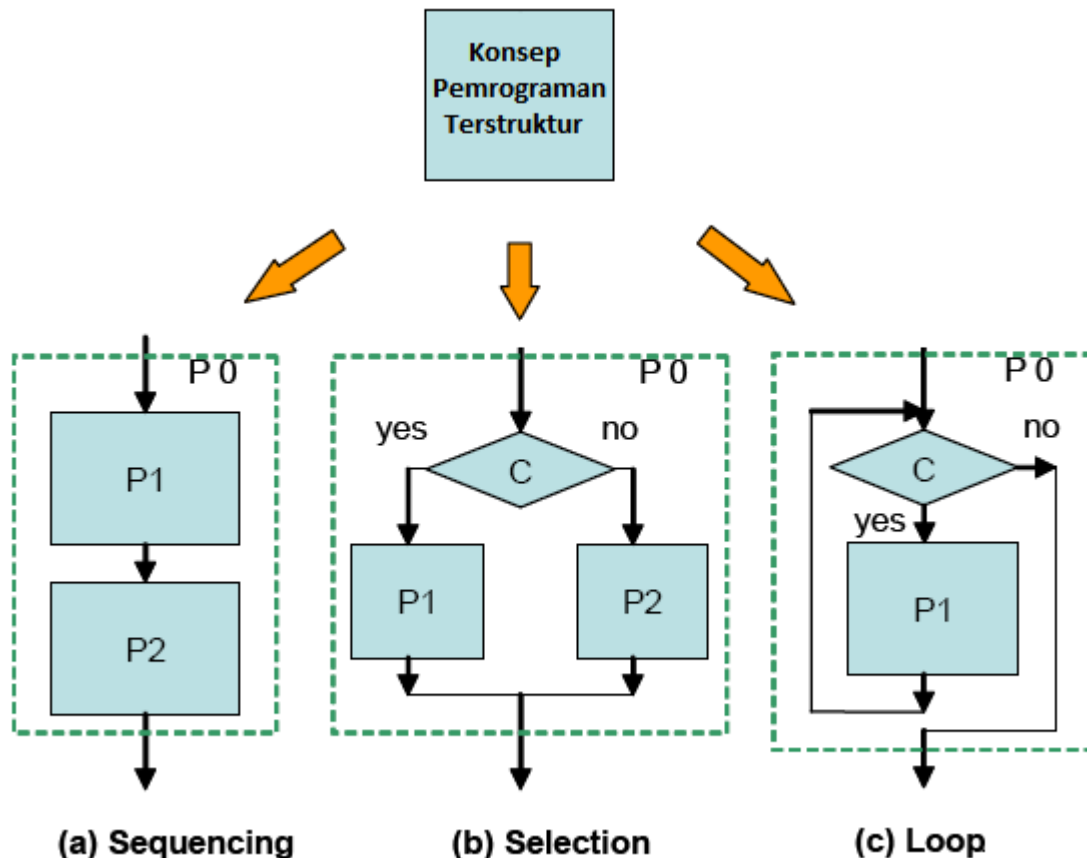 Konsep
Pemrograman
Terstruktur
P 0
P1
P2
(a) Sequencing
P 0
yes
no
C
P1
P2
(b) Selection
P 0
no
C
yes
P1
(c) Loop